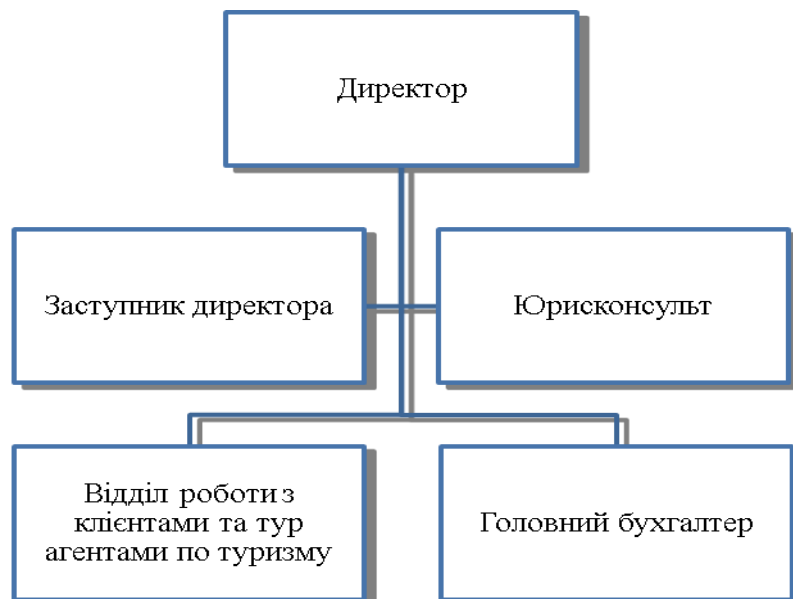 Директор
Заступник директора
Юрисконсульт
Відділ роботи з
клієнтами та тур
агентами по туризму
Головний бухгалтер